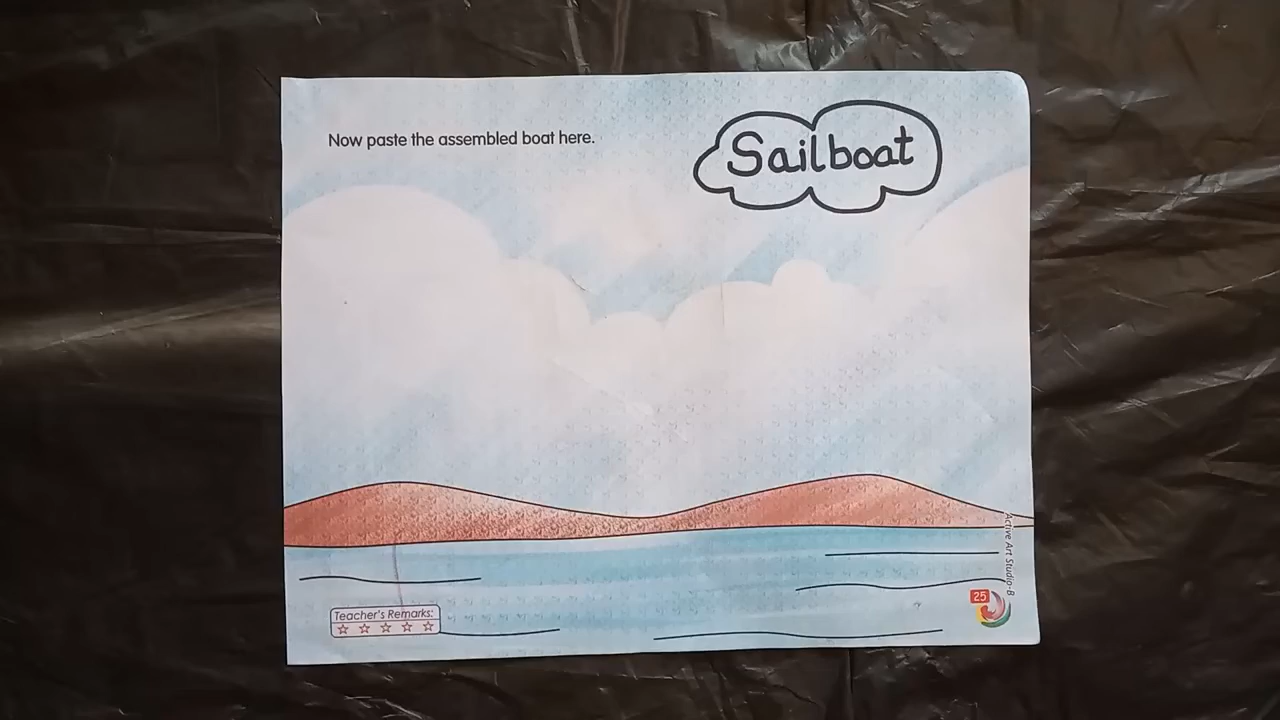 Now paste the assembled boat here.
Sailboat
Active Art Studio-B
25
Teacher's Remarks: